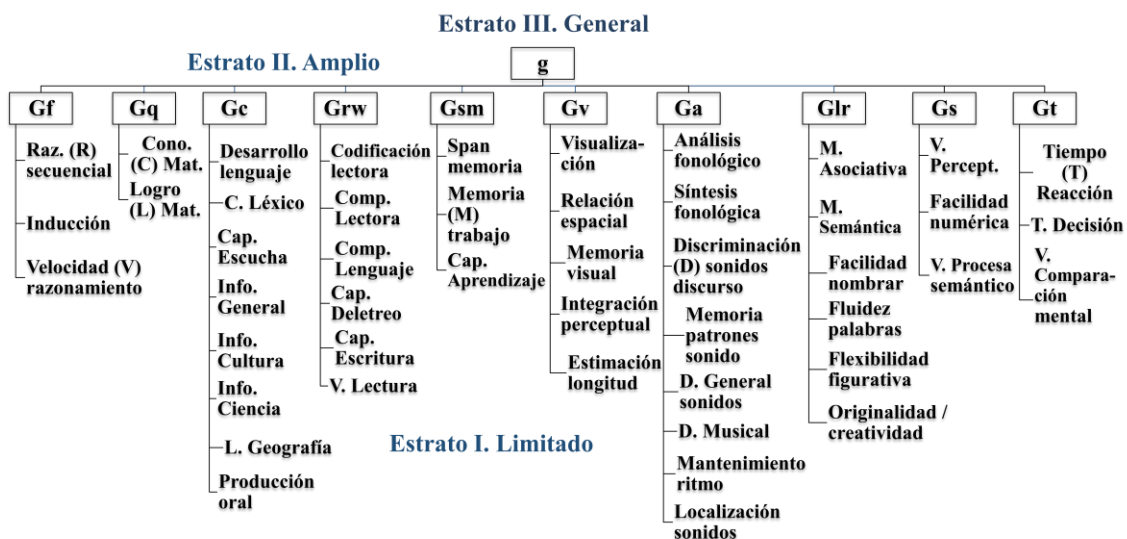 Estrato III. General
Estrato II. Amplio
g
Gf
Gq
Gc
Grw
Gsm
Gv
Ga
Glr
Gs
Gt
Raz. (R)
secuencial
Inducción
Velocidad (V)
razonamiento
Cono.
(C) Mat.
Logro
(L) Mat.
Desarrollo
lenguaje
C. Léxico
Cap.
Escucha
Info.
General
Info.
Cultura
Info.
Ciencia
L. Geografía
Producción
oral
Codificación
lectora
Comp.
Lectora
Comp.
Lenguaje
Cap.
Deletreo
Cap.
Escritura
V. Lectura
Span
memoria
Memoria
(M)
trabajo
Cap.
Aprendizaje
Visualiza-
ción
Relación
espacial
Memoria
visual
Integración
perceptual
Estimación
longitud
Análisis
fonológico
Síntesis
fonológica
Discriminación
(D) sonidos
discurso
Memoria
patrones
sonido
D. General
sonidos
D. Musical
Mantenimiento
ritmo
Localización
sonidos
M.
Asociativa
M.
Semántica
Facilidad
nombrar
Fluidez
palabras
Flexibilidad
figurativa
Originalidad /
creatividad
V.
Percept.
Facilidad
numérica
V. Procesa
semántico
Tiempo
(T)
Reacción
T. Decisión
V.
Compara-
ción
mental
Estrato I. Limitado